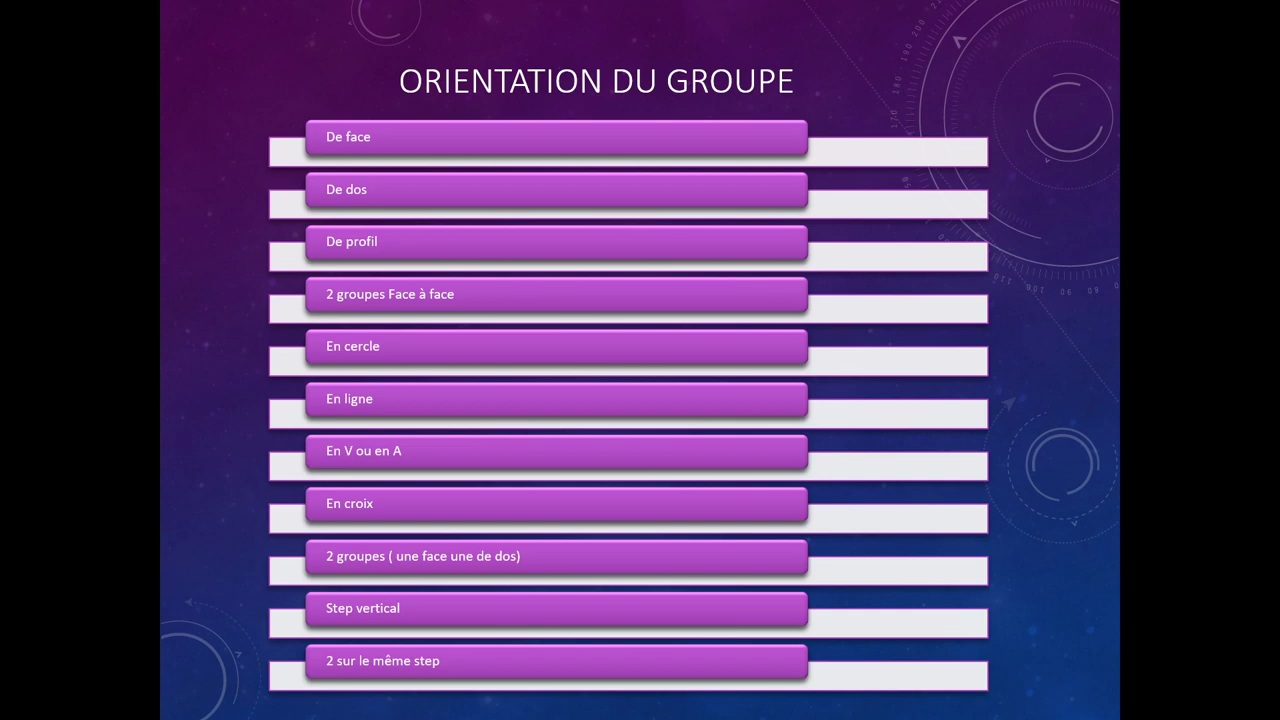 ORIENTATION DU GROUPE
De face
De dos
De profil
2 groupes Face à face
En cercle
En ligne
En V ou en A
En croix
2 groupes ( une face une de dos)
Step vertical
2 sur le même step